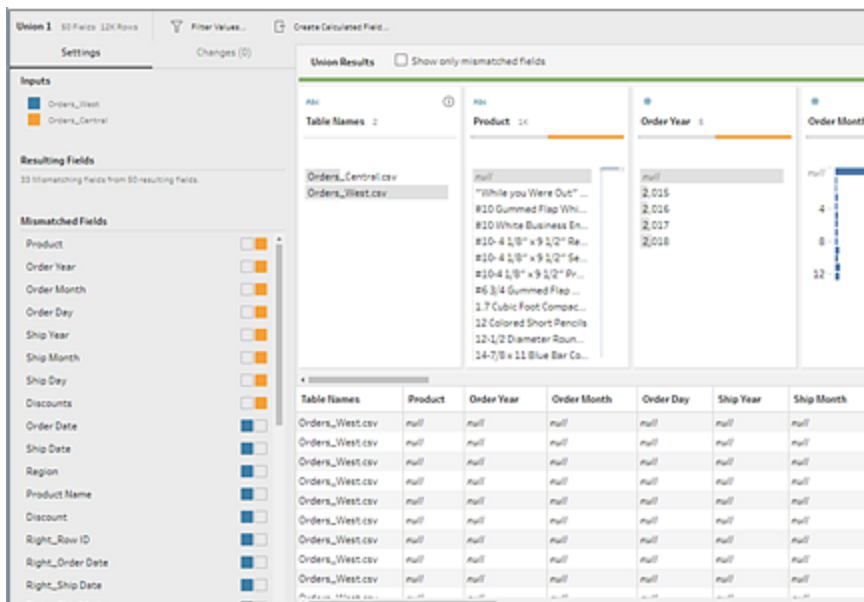 Union 1 50 Fields 12K Rows
Filter Values...
Create Calculated Field...
Settings
Changes (0)
Inputs
Orders_West
Orders_Central
Resulting Fields
33 Mismatching fields from 50 resulting fields.
Mismatched Fields
Product
Order Year
Order Month
Order Day
Ship Year
Ship Month
Ship Day
Discounts
Order Date
Ship Date
Region
Product Name
Discount
Right_Row ID
Right_Order Date
Right_Ship Date
Union Results
Show only mismatched fields
Abc
Table Names 2
Orders_Central.csv
Orders_West.csv
Abc
Product 1K
null
"While you Were Out" ...
#10 Gummed Flap Whi...
#10 White Business En...
#10- 4 1/8" x 9 1/2" Re...
#10- 4 1/8" x 9 1/2" Se...
#10-4 1/8" x 9 1/2" Pr...
#6 3/4 Gummed Flap ...
1.7 Cubic Foot Compac...
12 Colored Short Pencils
12-1/2 Diameter Roun...
14-7/8 x 11 Blue Bar Co...
Order Year 5
null
2,015
2,016
2,017
2,018
Order Month
null
4
8
12
Table Names Product Order Year Order Month Order Day Ship Year Ship Month
Orders_West.csv null null null null null null
Orders_West.csv null null null null null null
Orders_West.csv null null null null null null
Orders_West.csv null null null null null null
Orders_West.csv null null null null null null
Orders_West.csv null null null null null null
Orders_West.csv null null null null null null
Orders_West.csv null null null null null null
Orders_West.csv null null null null null null